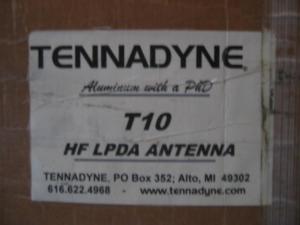 TENNADYNE®
Aluminum with a PhD
T10
HF LPDA ANTENNA
TENNADYNE, PO Box 352; Alto, MI 49302
616.622.4968 - www.tennadyne.com